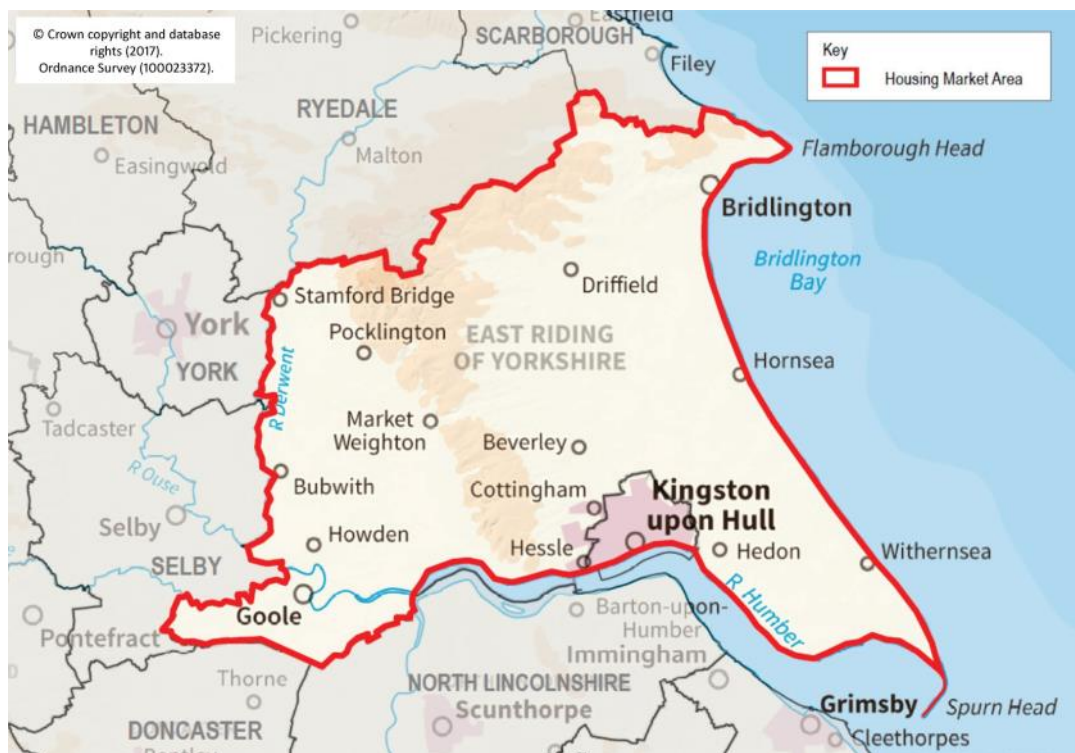 © Crown copyright and database
rights (2017).
Ordnance Survey (100023372).
Key
Housing Market Area
Eastfield
Pickering
SCARBOROUGH
Filey
HAMBLETON
RYEDALE
Easingwold
Malton
Flamborough Head
Bridlington
Bridlington
Bay
rough
Stamford Bridge
Driffield
York
YORK
Pocklington
EAST RIDING
OF YORKSHIRE
R Derwent
Hornsea
Tadcaster
Market
Weighton
Beverley
R Ouse
Bubwith
Cottingham
Kingston
upon Hull
Selby
Howden
Hessle
Hedon
Withernsea
SELBY
Goole
R Humber
Barton-upon-
Humber
Pontefract
Immingham
Thorne
NORTH LINCOLNSHIRE
Scunthorpe
Grimsby
Spurn Head
DONCASTER
Cleethorpes